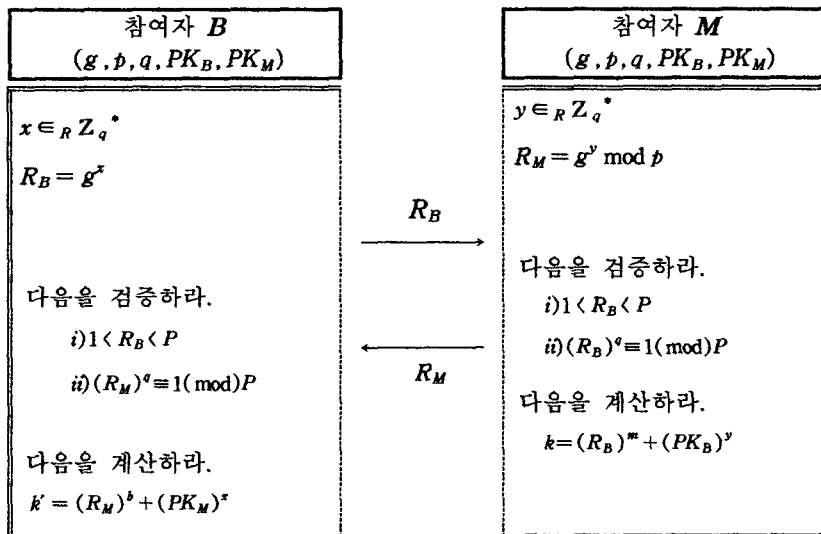 참여자 B
(g, p, q, PK_B, PK_M)
x ∈_R Z_q^*
R_B = g^x
다음을 검증하라.
i) 1 < R_B < P
ii) (R_M)^q ≡ 1(mod)P
다음을 계산하라.
k' = (R_M)^b + (PK_M)^x
R_B
R_M
참여자 M
(g, p, q, PK_B, PK_M)
y ∈_R Z_q^*
R_M = g^y mod p
다음을 검증하라.
i) 1 < R_B < P
ii) (R_B)^q ≡ 1(mod)P
다음을 계산하라.
k = (R_B)^m + (PK_B)^y